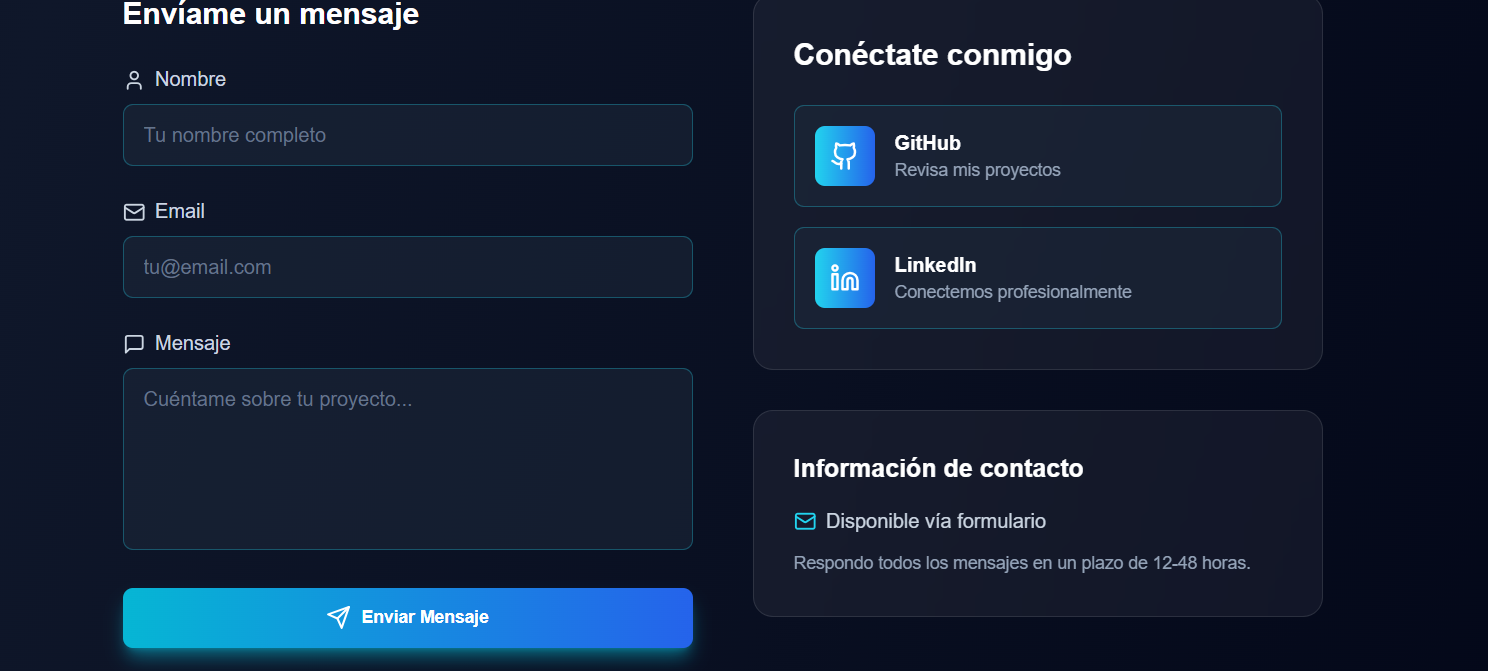 Envíame un mensaje
Nombre
Tu nombre completo
Email
tu@email.com
Mensaje
Cuéntame sobre tu proyecto...
Enviar Mensaje
Conéctate conmigo
GitHub
Revisa mis proyectos
LinkedIn
Conectemos profesionalmente
Información de contacto
Disponible vía formulario
Respondo todos los mensajes en un plazo de 12-48 horas.